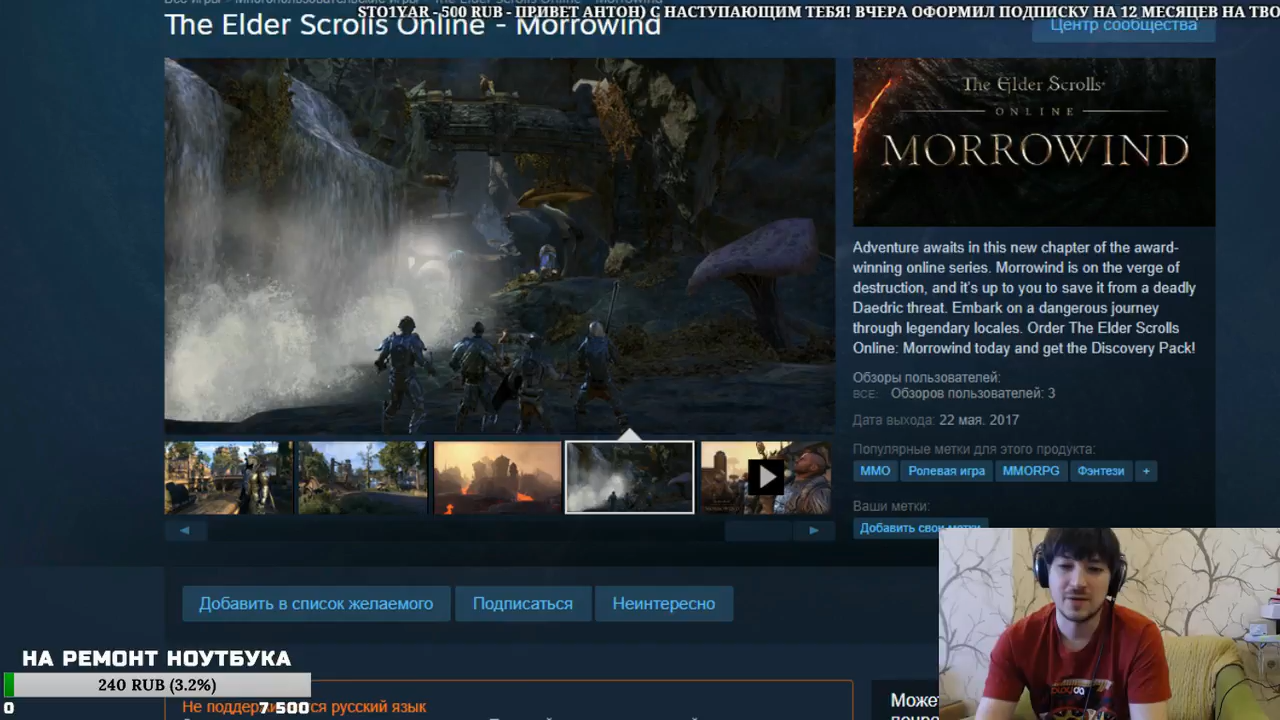 STO1YAR - 500 RUB - ПРИВЕТ АНТОН) С НАСТУПАЮЩИМ ТЕБЯ! ВЧЕРА ОФОРМИЛ ПОДПИСКУ НА 12 МЕСЯЦЕВ НА ТВО
The Elder Scrolls Online - Morrowind
Центр сообщества
The Elder Scrolls
ONLINE
MORROWIND
Adventure awaits in this new chapter of the award-
winning online series. Morrowind is on the verge of
destruction, and it's up to you to save it from a deadly
Daedric threat. Embark on a dangerous journey
through legendary locales. Order The Elder Scrolls
Online: Morrowind today and get the Discovery Pack!
Обзоры пользователей:
ВСЕ: Обзоров пользователей: 3
Дата выхода: 22 мая. 2017
Популярные метки для этого продукта:
MMO Ролевая игра MMORPG Фэнтези +
Ваши метки:
Добавить свои метки
Добавить в список желаемого Подписаться Неинтересно
НА РЕМОНТ НОУТБУКА
240 RUB (3.2%)
0 7 500
Не поддерживается русский язык
Может